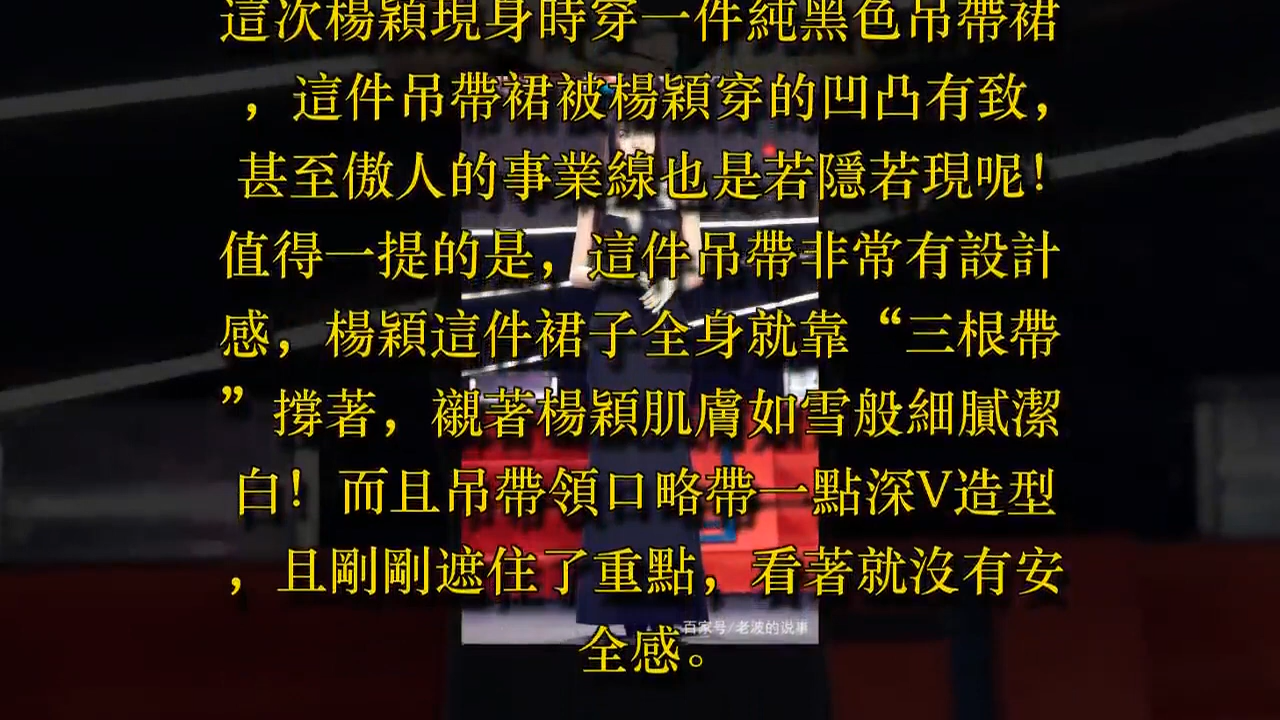 這次楊穎現身時穿一件純黑色吊帶裙
，這件吊帶裙被楊穎穿的凹凸有致，
甚至傲人的事業線也是若隱若現呢！
值得一提的是，這件吊帶非常有設計
感，楊穎這件裙子全身就靠“三根帶
”撐著，襯著楊穎肌膚如雪般細膩潔
白！而且吊帶領口略帶一點深V造型
，且剛剛遮住了重點，看著就沒有安
全感。
百家号/老波的说事